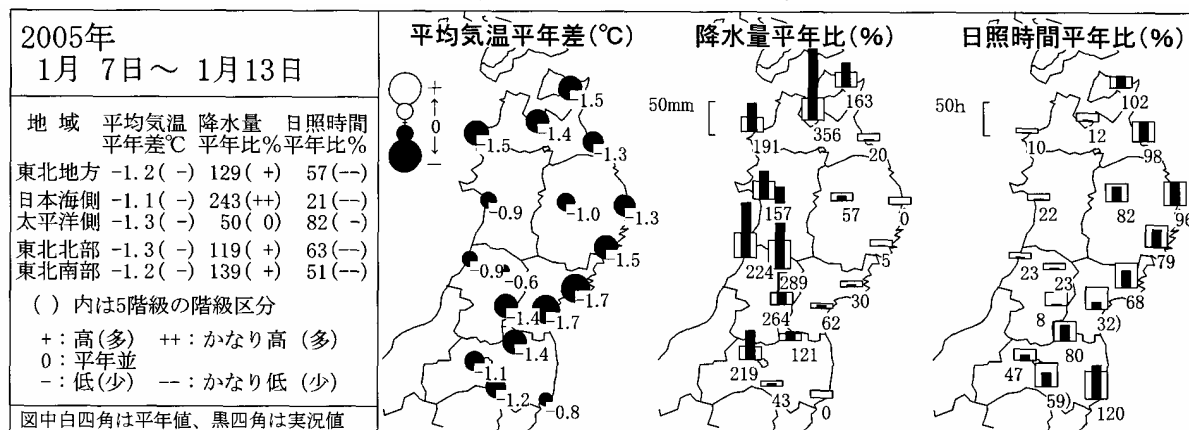 2005年
1月 7日～ 1月13日
地 域 平均気温 降水量 日照時間
平年差℃ 平年比% 平年比%
東北地方 -1.2( -) 129( +) 57(--)
日本海側 -1.1( -) 243(++) 21(--)
太平洋側 -1.3( -) 50( 0) 82( -)
東北北部 -1.3( -) 119( +) 63(--)
東北南部 -1.2( -) 139( +) 51(--)
( ) 内は5階級の階級区分
+：高(多) ++：かなり高 (多)
0：平年並
-：低(少) --：かなり低 (少)
図中白四角は平年値、黒四角は実況値
平均気温平年差(℃)
+
↑
0
↓
-
-1.5
-1.4
-1.5
-1.3
-0.9
-1.0
-1.3
-1.5
-0.9
-0.6
-1.7
-1.4
-1.7
-1.4
-1.1
-1.2
-0.8
降水量平年比(%)
50mm
163
356
191
20
157
57
0
5
224
289
30
264
62
121
219
43
0
日照時間平年比(%)
50h
102
12
10
98
22
82
96
79
23
23
68
8
32)
80
47
59)
120